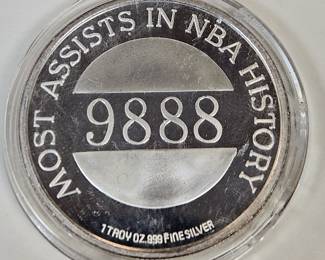 MOST ASSISTS IN NBA HISTORY
9888
1 TROY OZ .999 FINE SILVER